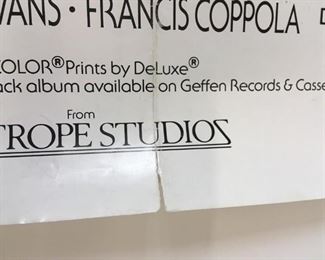 VANS · FRANCIS COPPOLA
COLOR® Prints by DeLuxe®
ack album available on Geffen Records & Casse
From
TROPE STUDIOS